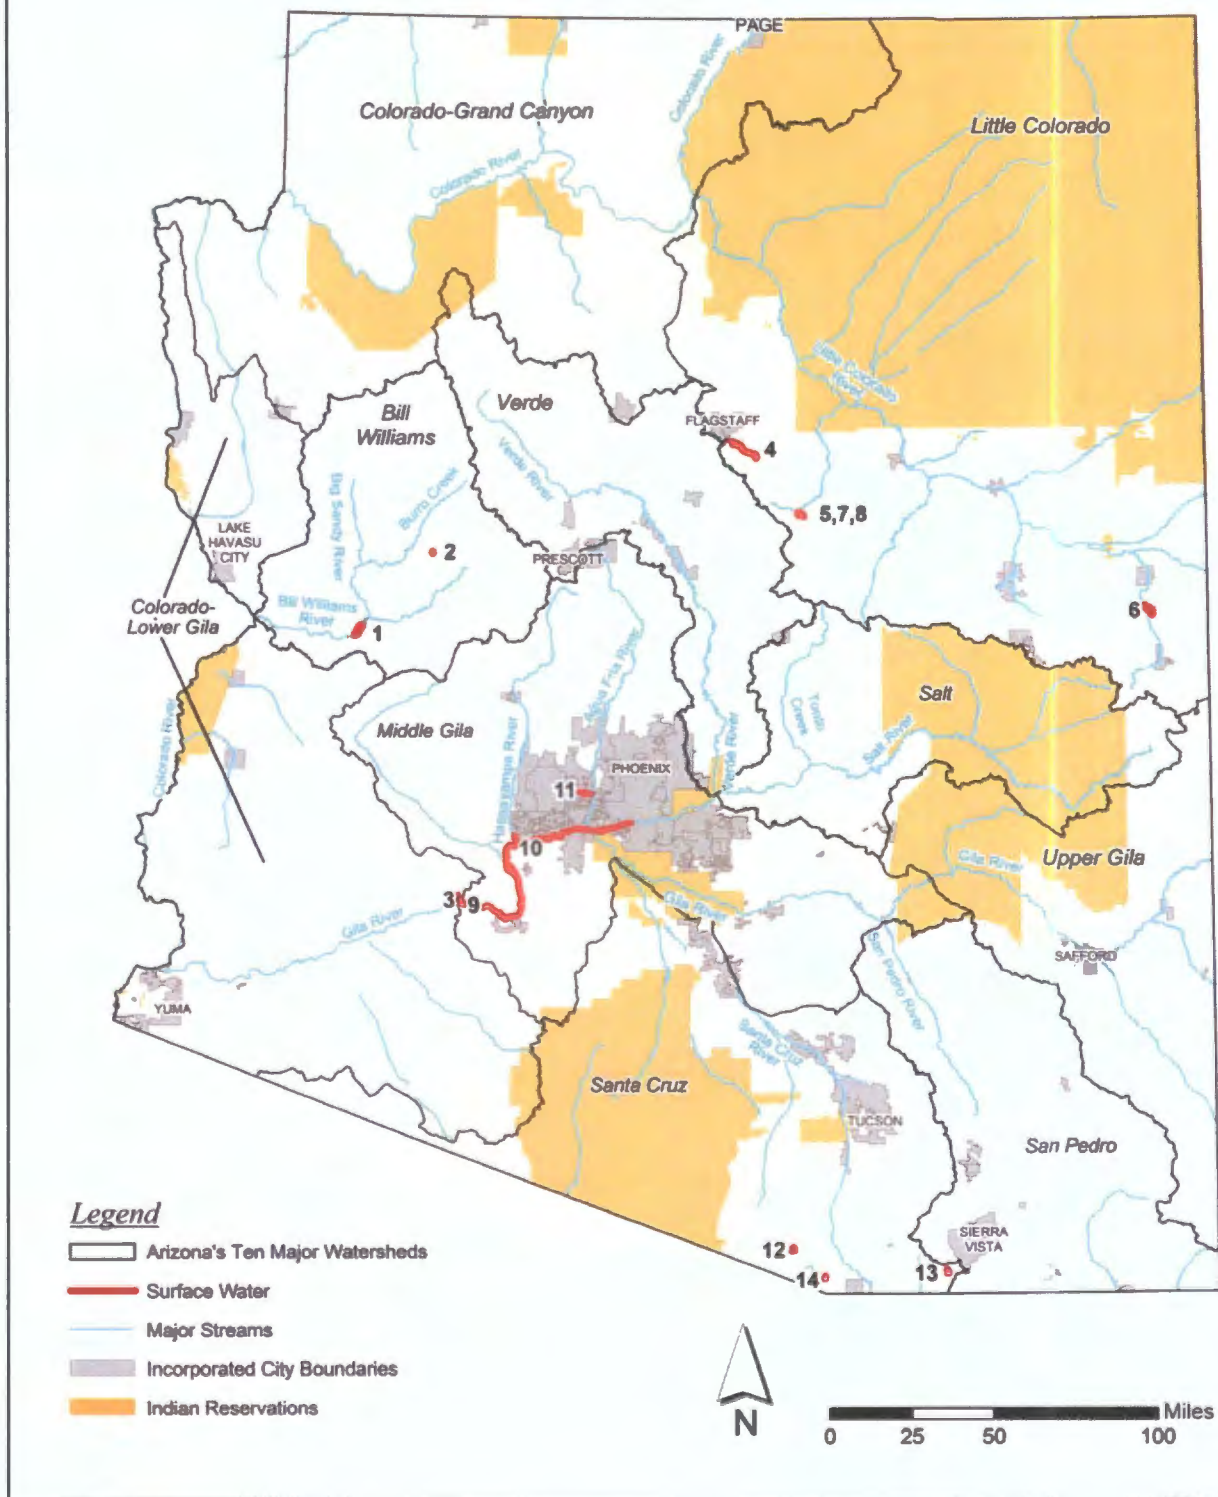 PAGE
Colorado-Grand Canyon
Colorado River
Little Colorado
Colorado River
Little Colorado
River
Verde
Bill
Williams
FLAGSTAFF
4
Verde River
Big Sandy River
Burro Creek
5,7,8
LAKE
HAVASU
CITY
2
PRESCOTT
Colorado-
Lower Gila
Bill Williams
River
1
6
Agua Fria River
Salt
Tonto
Creek
Middle Gila
Colorado River
Hassayampa River
Verde River
Salt River
PHOENIX
11
10
Upper Gila
Gila River
3
9
Gila River
Gila River
SAFFORD
San Pedro River
YUMA
Santa Cruz
River
Santa Cruz
TUCSON
San Pedro
SIERRA
VISTA
12
14
13
Legend
Arizona's Ten Major Watersheds
Surface Water
Major Streams
Incorporated City Boundaries
Indian Reservations
N
Miles
0 25 50 100